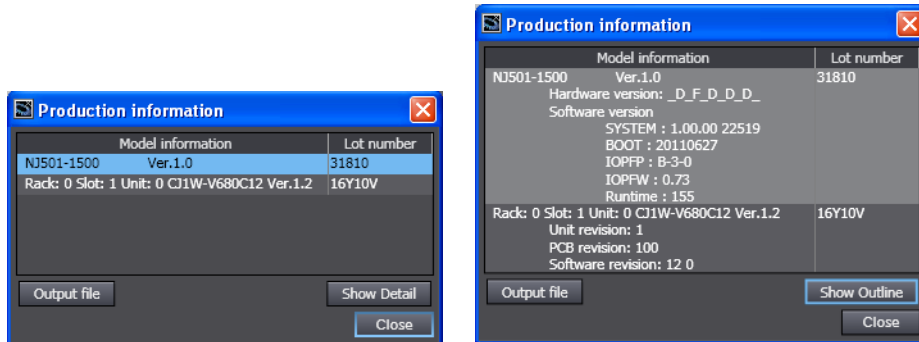 Production information
Model information Lot number
NJ501-1500 Ver.1.0 31810
Rack: 0 Slot: 1 Unit: 0 CJ1W-V680C12 Ver.1.2 16Y10V
Output file Show Detail
Close
Production information
Model information Lot number
NJ501-1500 Ver.1.0 31810
Hardware version: _D_F_D_D_D_
Software version
SYSTEM : 1.00.00 22519
BOOT : 20110627
IOPFP : B-3-0
IOPFW : 0.73
Runtime : 155
Rack: 0 Slot: 1 Unit: 0 CJ1W-V680C12 Ver.1.2 16Y10V
Unit revision: 1
PCB revision: 100
Software revision: 12 0
Output file Show Outline
Close